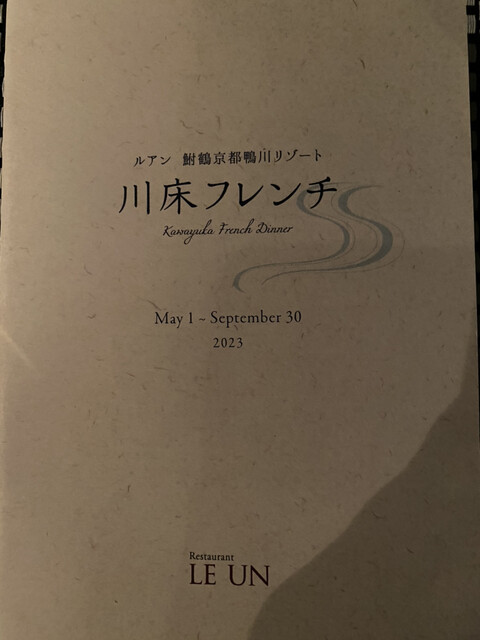 ルアン 鮒鶴京都鴨川リゾート
川床フレンチ
Kawayuka French Dinner
May 1 ~ September 30
2023
Restaurant
LE UN